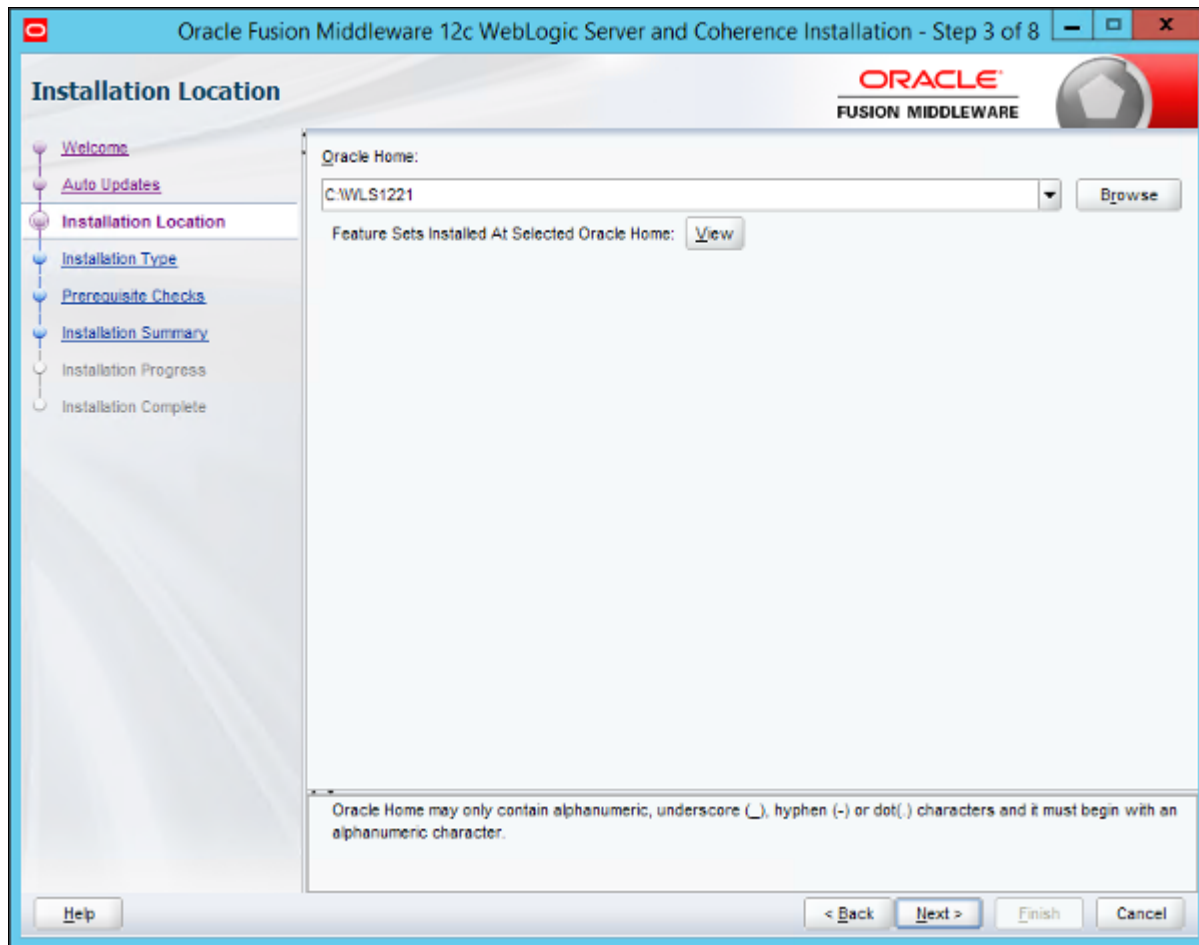 Oracle Fusion Middleware 12c WebLogic Server and Coherence Installation - Step 3 of 8
Installation Location
ORACLE
FUSION MIDDLEWARE
Welcome
Auto Updates
Installation Location
Installation Type
Prerequisite Checks
Installation Summary
Installation Progress
Installation Complete
Oracle Home:
C:\WLS1221
Browse
Feature Sets Installed At Selected Oracle Home: View
Oracle Home may only contain alphanumeric, underscore (_), hyphen (-) or dot(.) characters and it must begin with an
alphanumeric character.
Help
< Back Next > Finish Cancel